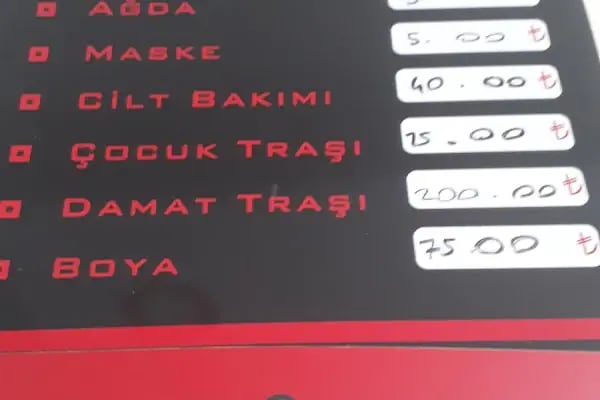 AĞDA
MASKE 5.00 ₺
CİLT BAKIMI 40.00 ₺
ÇOCUK TRAŞI 15.00 ₺
DAMAT TRAŞI 200.00 ₺
BOYA 75.00 ₺